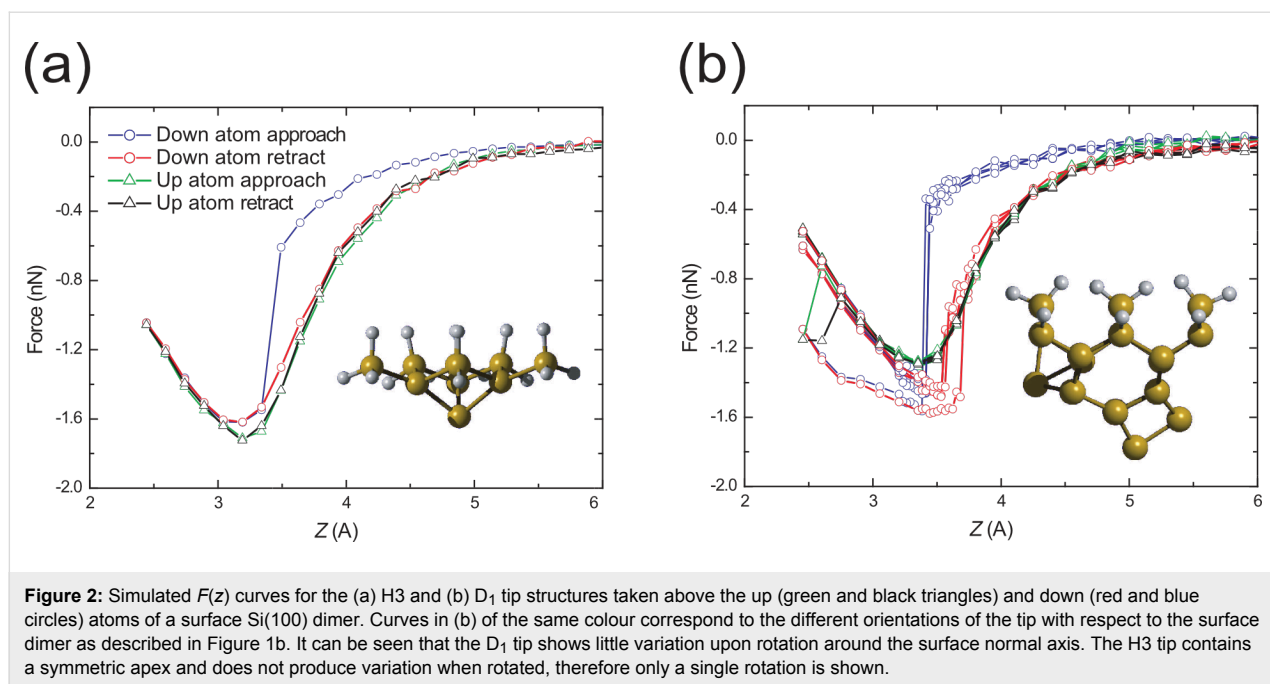 (a)
0.0
-0.4
-0.8
-1.2
-1.6
-2.0
Force (nN)
Down atom approach
Down atom retract
Up atom approach
Up atom retract
2 3 4 5 6
Z (A)
(b)
0.0
-0.4
-0.8
-1.2
-1.6
-2.0
Force (nN)
2 3 4 5 6
Z (A)
Figure 2: Simulated F(z) curves for the (a) H3 and (b) D1 tip structures taken above the up (green and black triangles) and down (red and blue
circles) atoms of a surface Si(100) dimer. Curves in (b) of the same colour correspond to the different orientations of the tip with respect to the surface
dimer as described in Figure 1b. It can be seen that the D1 tip shows little variation upon rotation around the surface normal axis. The H3 tip contains
a symmetric apex and does not produce variation when rotated, therefore only a single rotation is shown.